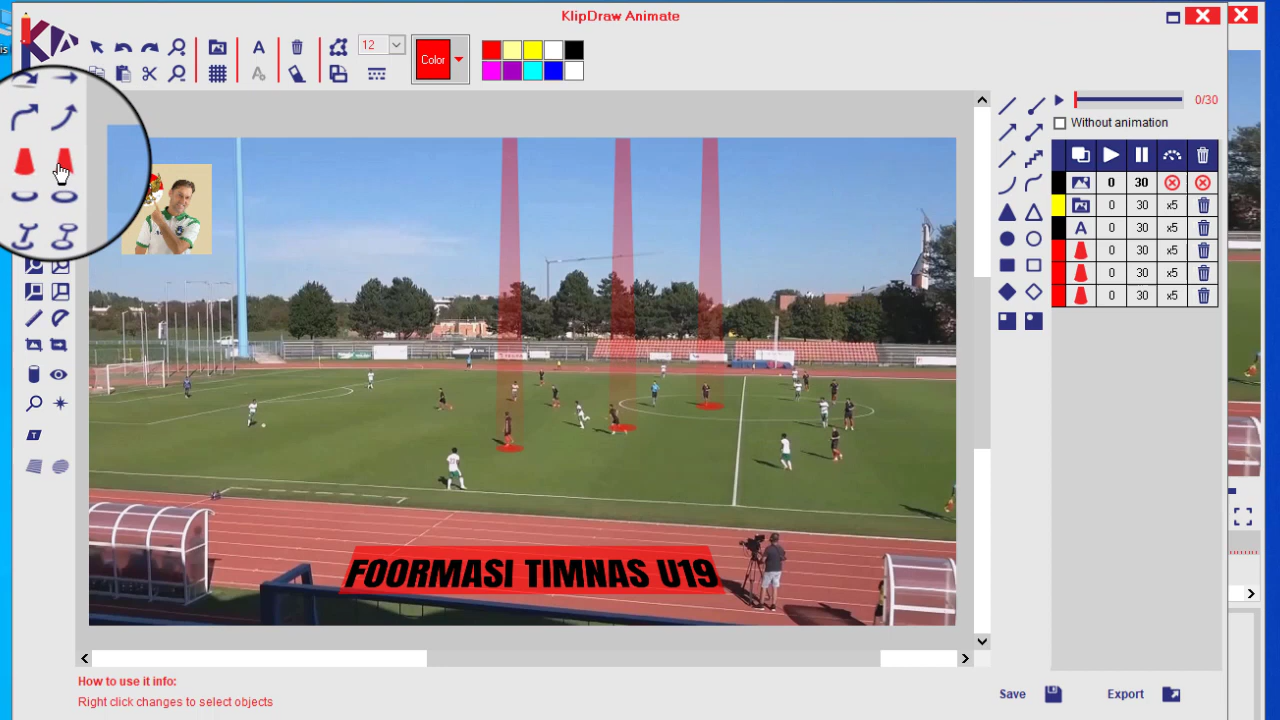 KlipDraw Animate
12
Color
0/30
Without animation
0 30
0 30 x5
A 0 30 x5
0 30 x5
0 30 x5
0 30 x5
FOORMASI TIMNAS U19
How to use it info:
Right click changes to select objects
Save
Export